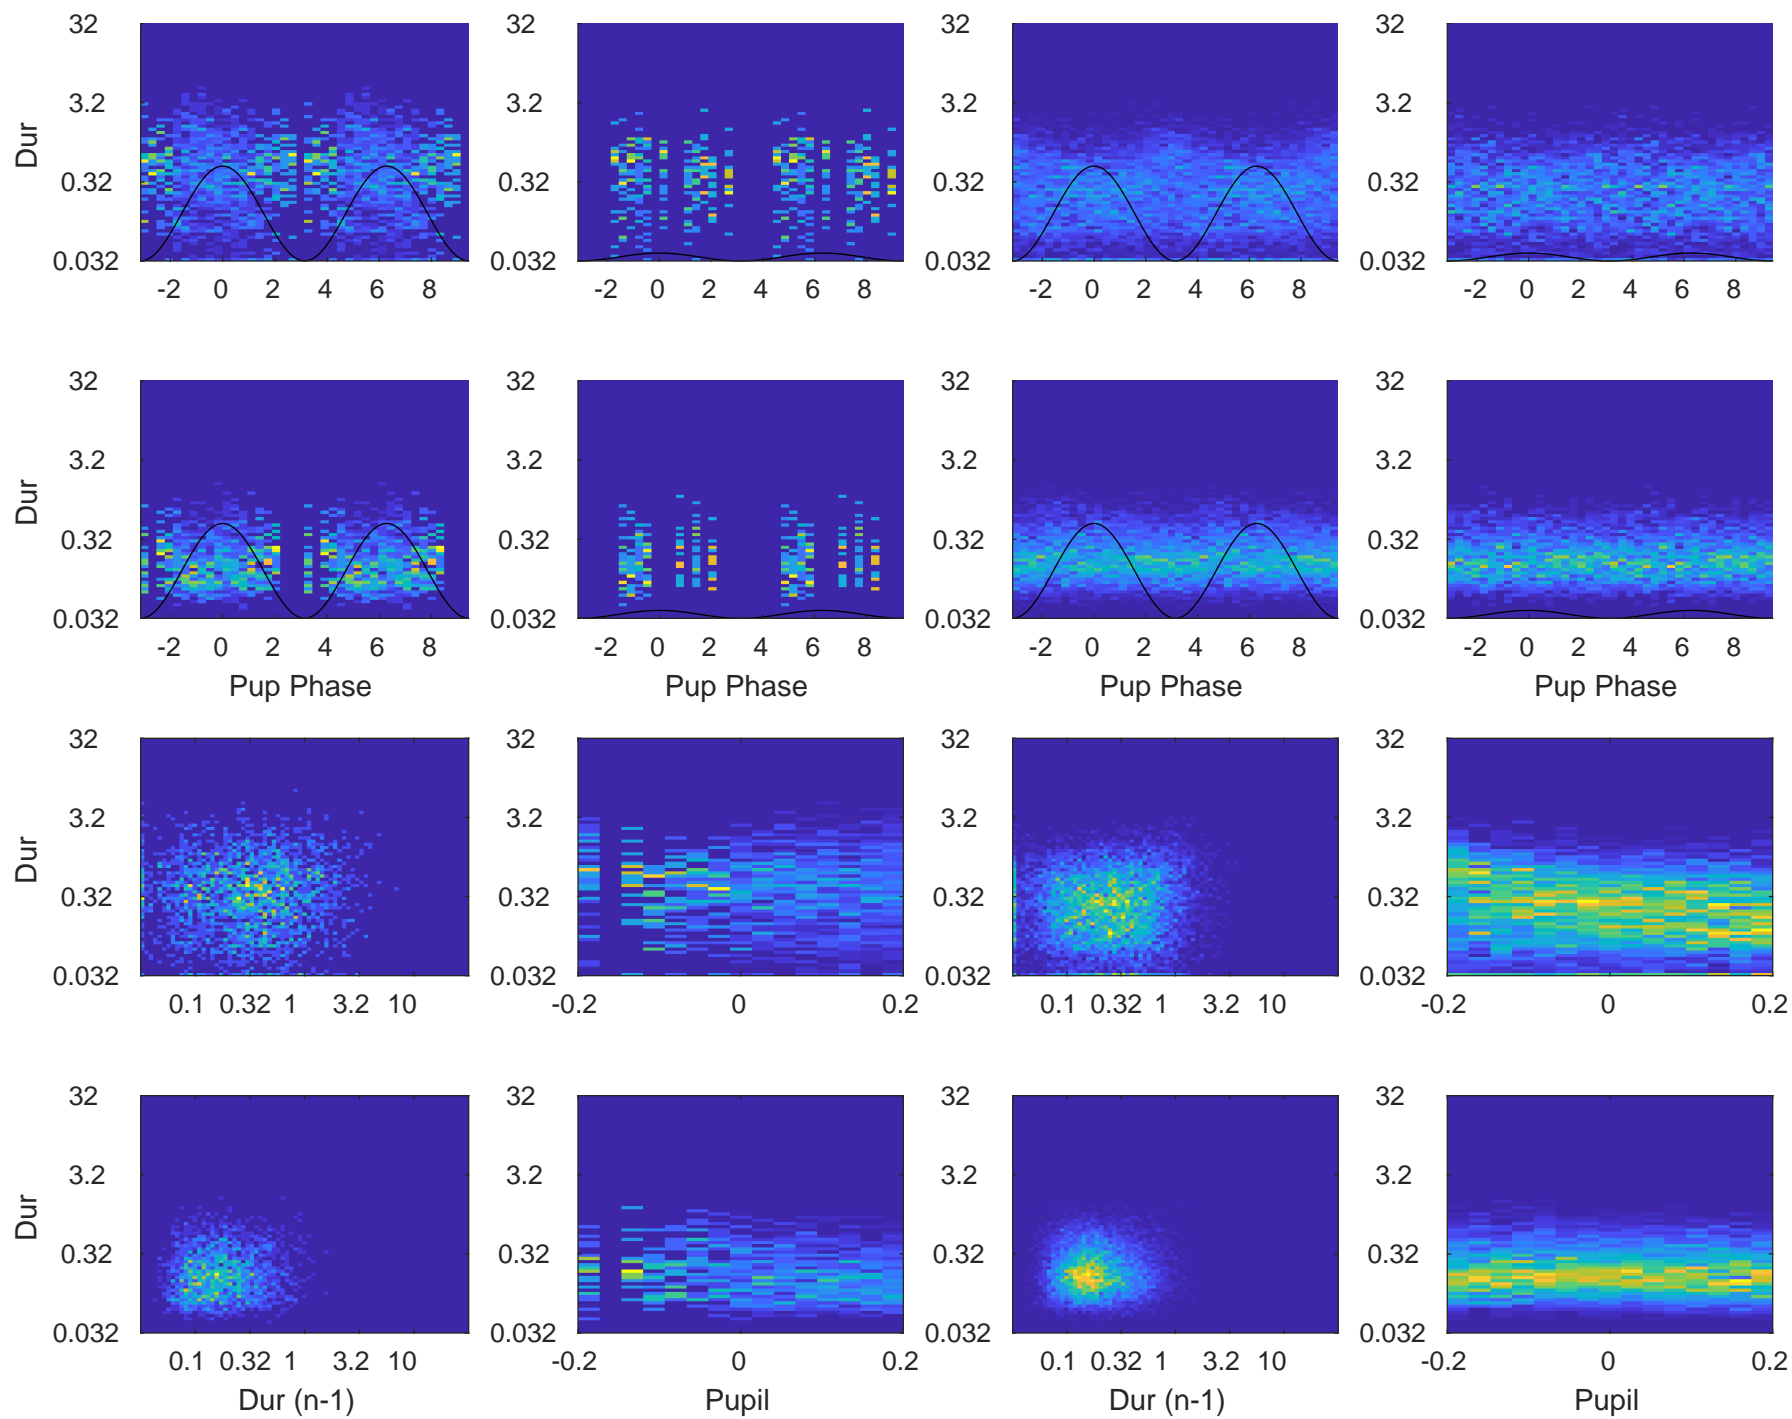 32 32 32 32
3.2 3.2 3.2 3.2
Dur
0.32 0.32 0.32 0.32
0.032 0.032 0.032 0.032
-2 0 2 4 6 8 -2 0 2 4 6 8 -2 0 2 4 6 8 -2 0 2 4 6 8
32 32 32 32
3.2 3.2 3.2 3.2
Dur
0.32 0.32 0.32 0.32
0.032 0.032 0.032 0.032
-2 0 2 4 6 8 -2 0 2 4 6 8 -2 0 2 4 6 8 -2 0 2 4 6 8
Pup Phase Pup Phase Pup Phase Pup Phase
32 32 32 32
3.2 3.2 3.2 3.2
Dur
0.32 0.32 0.32 0.32
0.032 0.032 0.032 0.032
0.1 0.32 1 3.2 10 -0.2 0 0.2 0.1 0.32 1 3.2 10 -0.2 0 0.2
32 32 32 32
3.2 3.2 3.2 3.2
Dur
0.32 0.32 0.32 0.32
0.032 0.032 0.032 0.032
0.1 0.32 1 3.2 10 -0.2 0 0.2 0.1 0.32 1 3.2 10 -0.2 0 0.2
Dur (n-1) Pupil Dur (n-1) Pupil